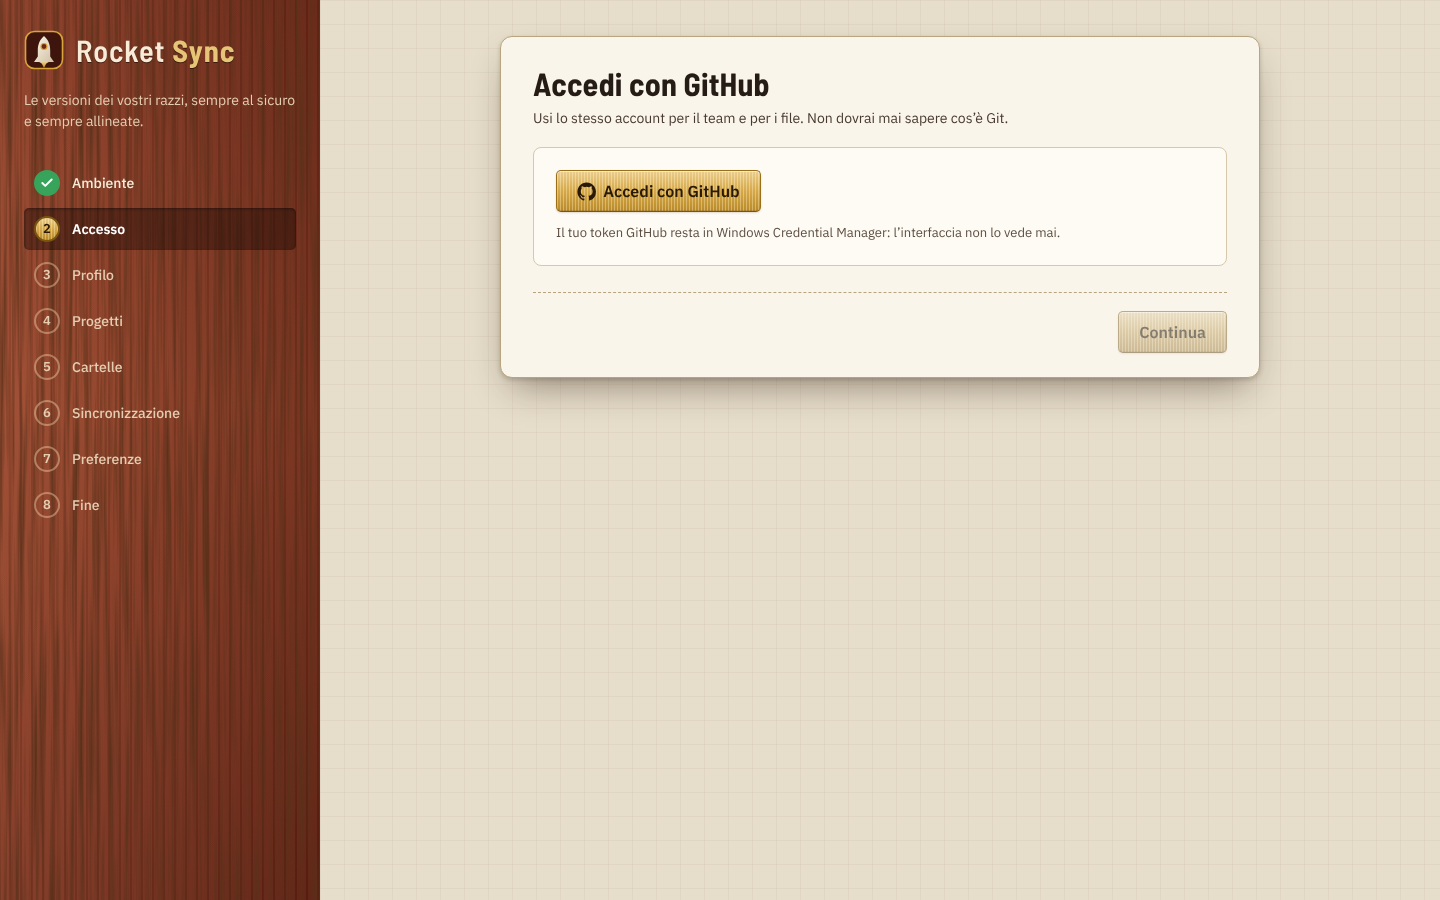 Rocket Sync
Le versioni dei vostri razzi, sempre al sicuro
e sempre allineate.
Ambiente
2 Accesso
3 Profilo
4 Progetti
5 Cartelle
6 Sincronizzazione
7 Preferenze
8 Fine
Accedi con GitHub
Usi lo stesso account per il team e per i file. Non dovrai mai sapere cos’è Git.
Accedi con GitHub
Il tuo token GitHub resta in Windows Credential Manager: l’interfaccia non lo vede mai.
Continua